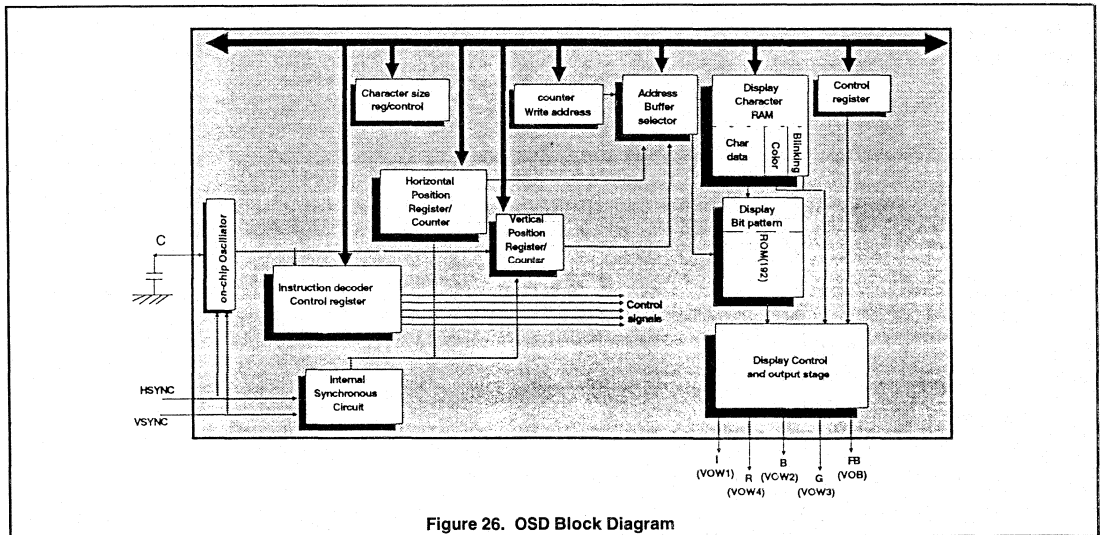 Character size
reg/control
counter
Write address
Address
Buffer
selector
Display
Character
RAM
Char
data
Color
Blinking
Control
register
Horizontal
Position
Register/
Counter
Vertical
Position
Register/
Counter
Display
Bit pattern
ROM(192)
C
on-chip Oscillator
Instruction decoder
Control register
Control
signals
Display Control
and output stage
Internal
Synchronous
Circuit
HSYNC
VSYNC
I
(VOW1)
R
(VOW4)
B
(VOW2)
G
(VOW3)
FB
(VOB)
Figure 26. OSD Block Diagram